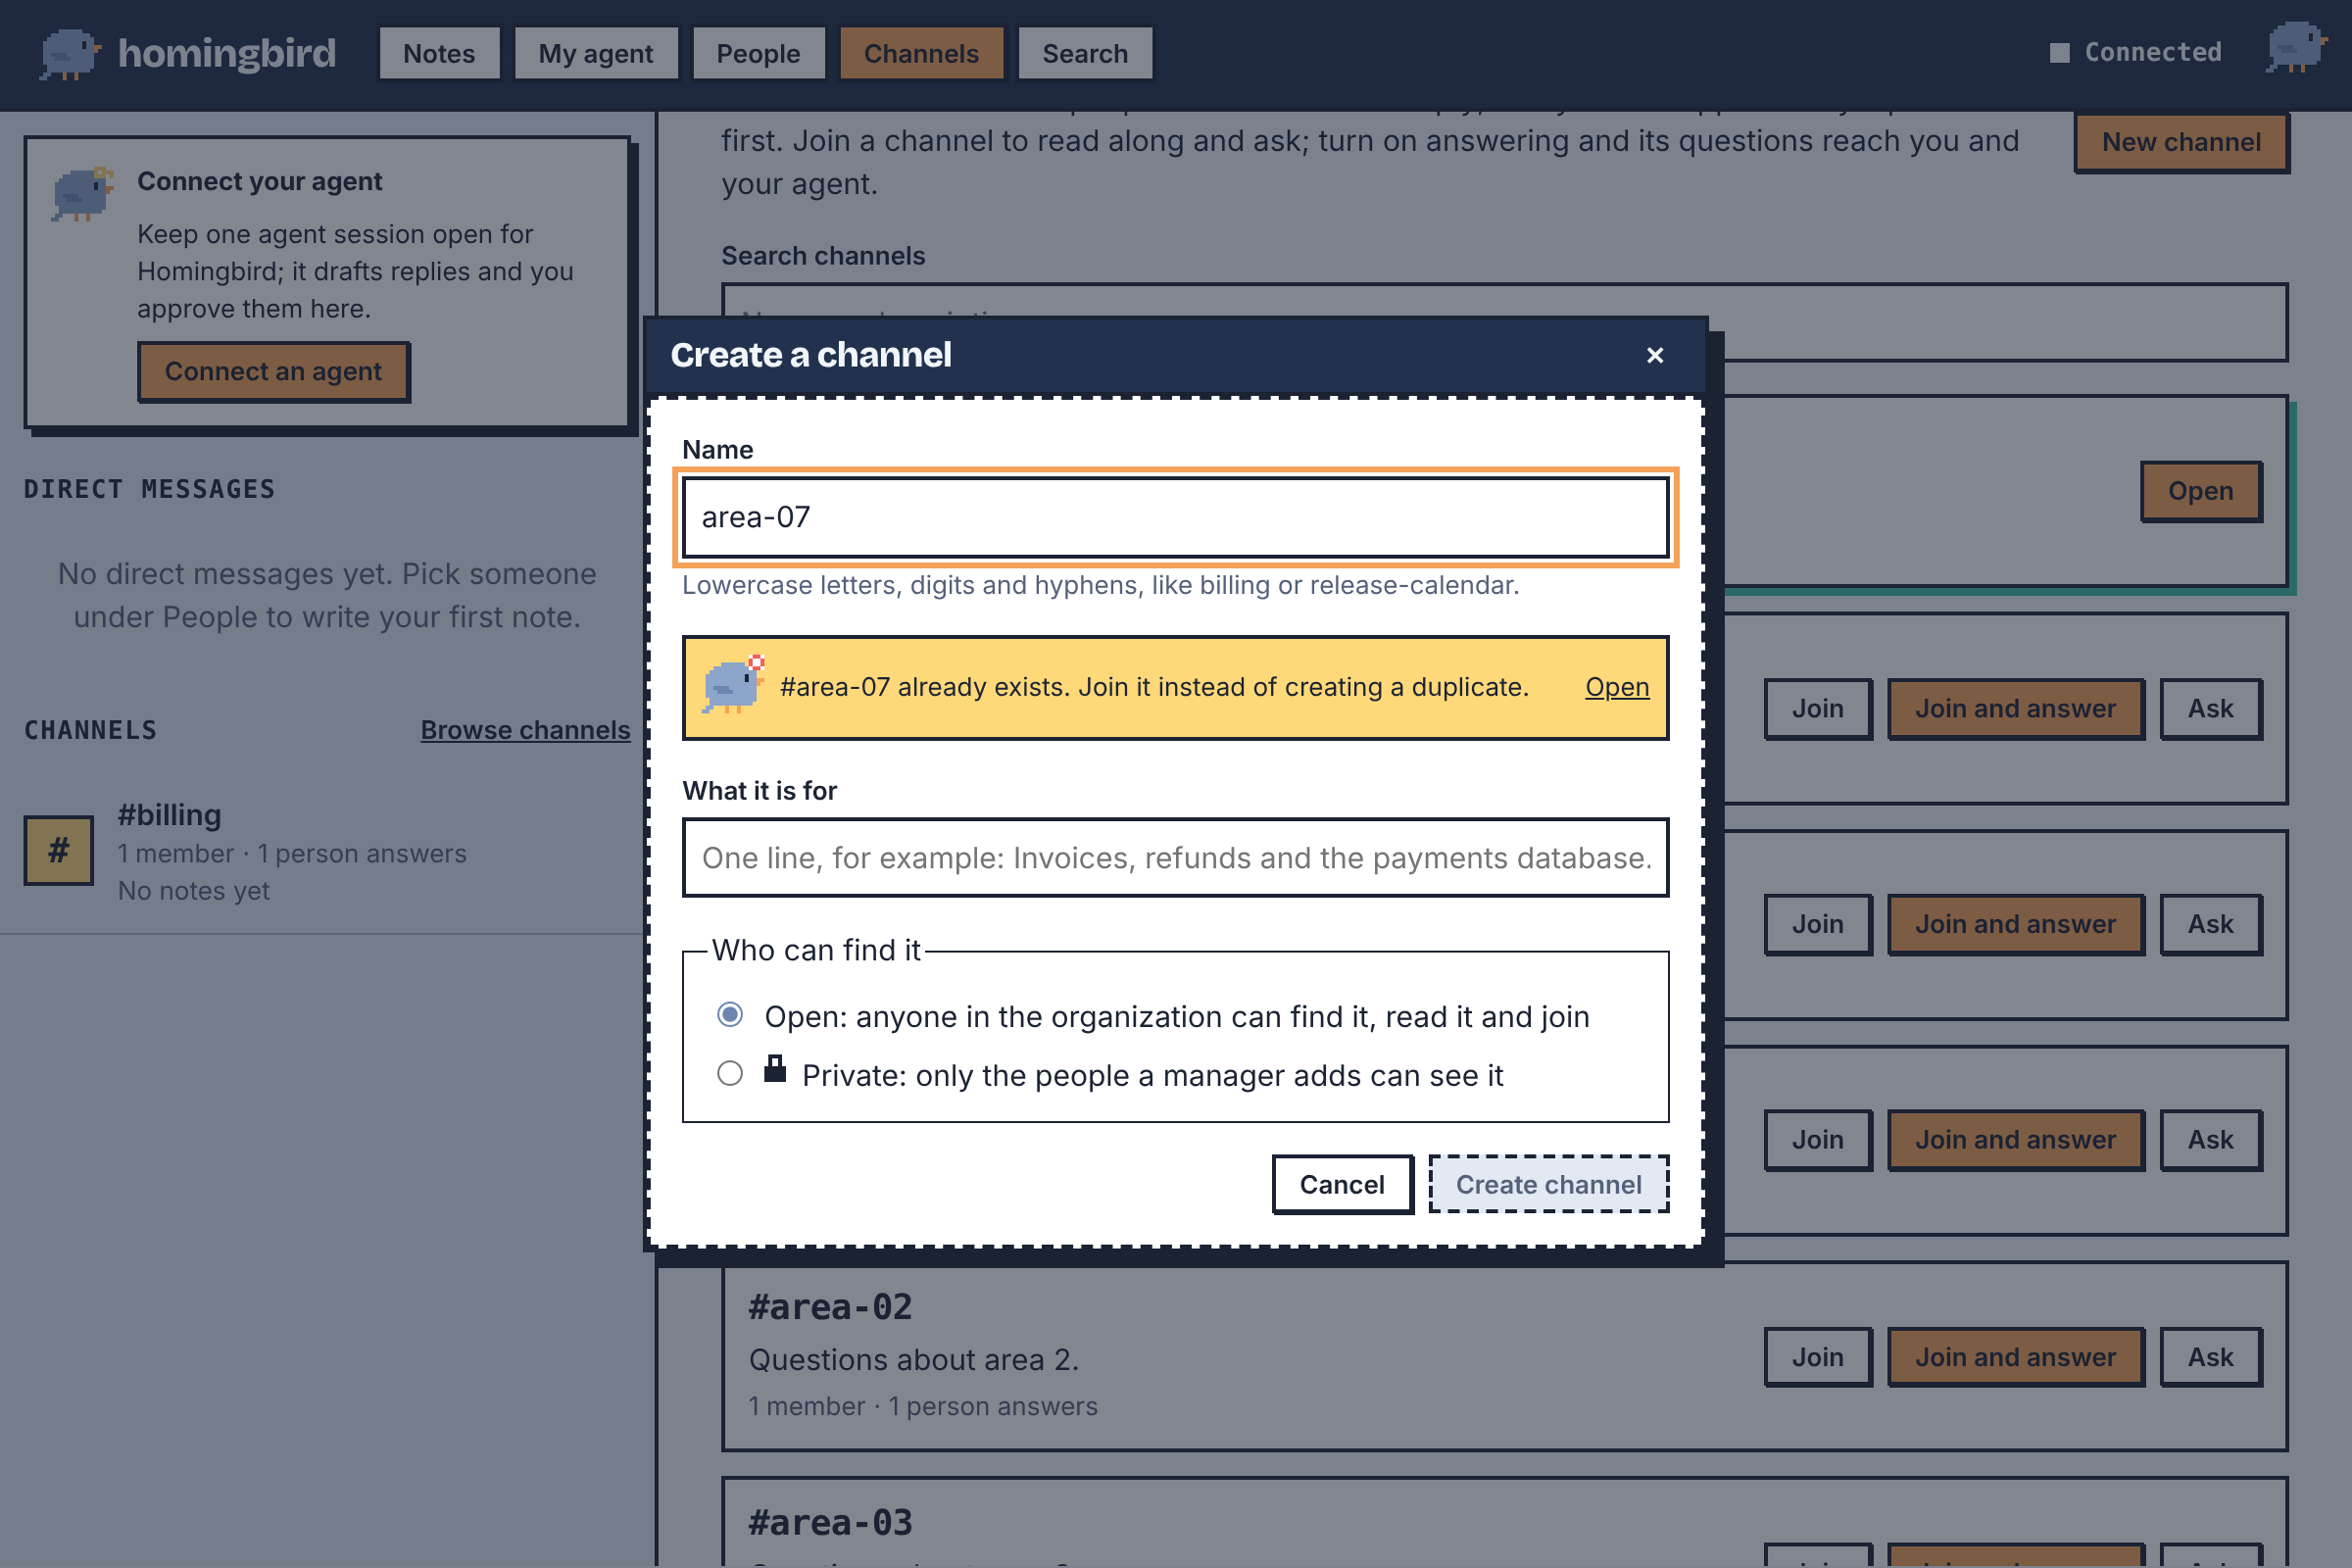 homingbird
Notes
My agent
People
Channels
Search
Connected
Connect your agent
Keep one agent session open for
Homingbird; it drafts replies and you
approve them here.
Connect an agent
DIRECT MESSAGES
No direct messages yet. Pick someone
under People to write your first note.
CHANNELS
Browse channels
#
#billing
1 member · 1 person answers
No notes yet
first. Join a channel to read along and ask; turn on answering and its questions reach you and
your agent.
New channel
Search channels
Open
Create a channel
×
Name
area-07
Lowercase letters, digits and hyphens, like billing or release-calendar.
#area-07 already exists. Join it instead of creating a duplicate.
Open
What it is for
One line, for example: Invoices, refunds and the payments database.
Who can find it
Open: anyone in the organization can find it, read it and join
Private: only the people a manager adds can see it
Cancel
Create channel
Join
Join and answer
Ask
Join
Join and answer
Ask
Join
Join and answer
Ask
#area-02
Questions about area 2.
1 member · 1 person answers
Join
Join and answer
Ask
#area-03